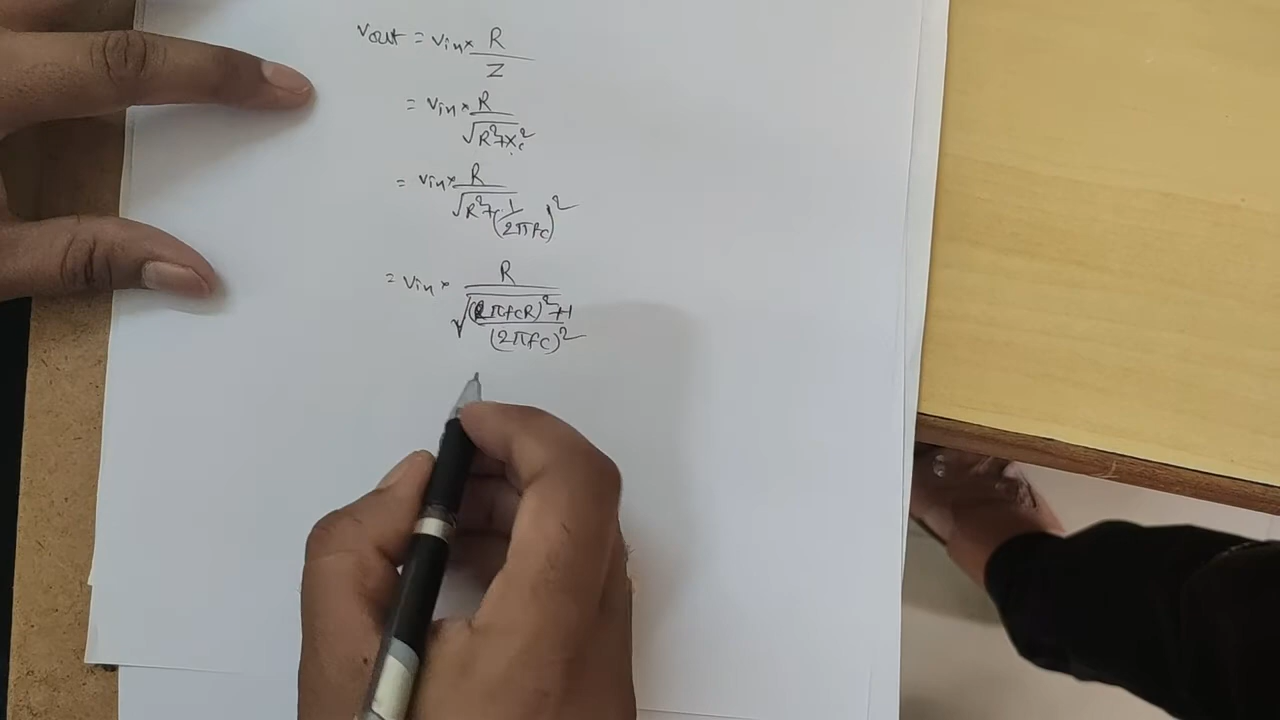 Vout = Vin × R / Z
= Vin × R / √(R² + Xc²)
= Vin × R / √(R² + (1 / 2πfc)²)
= Vin × R / √(((2πfcR)² + 1) / (2πfc)²)